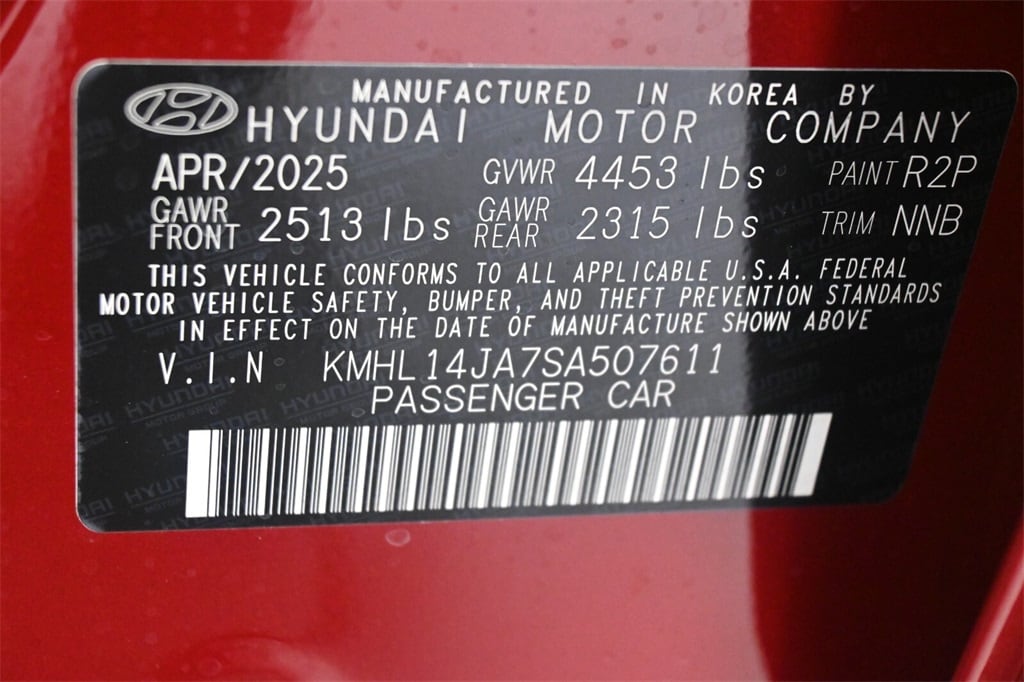 MANUFACTURED IN KOREA BY
HYUNDAI MOTOR COMPANY
APR/2025 GVWR 4453 lbs PAINT R2P
GAWR FRONT 2513 lbs GAWR REAR 2315 lbs TRIM NNB
THIS VEHICLE CONFORMS TO ALL APPLICABLE U.S.A. FEDERAL
MOTOR VEHICLE SAFETY, BUMPER, AND THEFT PREVENTION STANDARDS
IN EFFECT ON THE DATE OF MANUFACTURE SHOWN ABOVE
V.I.N KMHL14JA7SA507611
PASSENGER CAR